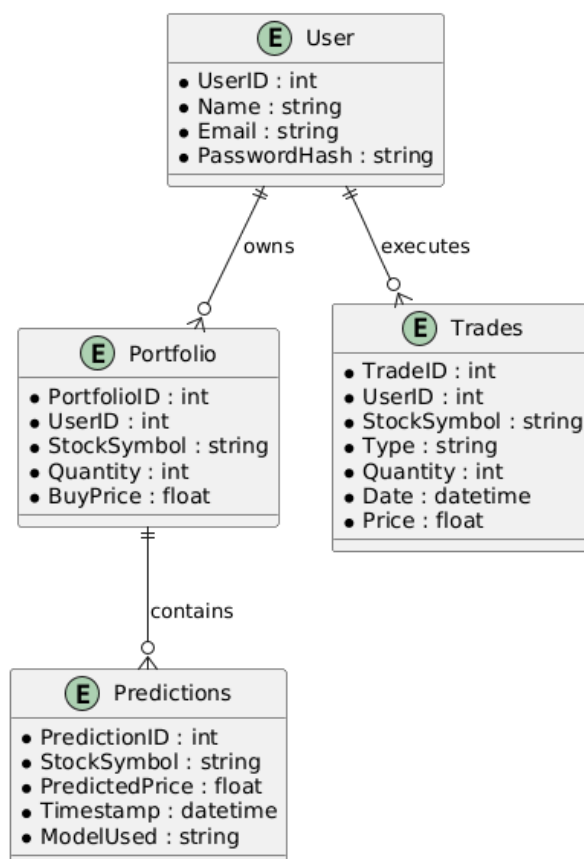 E User
UserID : int
Name : string
Email : string
PasswordHash : string
owns
executes
E Portfolio
PortfolioID : int
UserID : int
StockSymbol : string
Quantity : int
BuyPrice : float
E Trades
TradeID : int
UserID : int
StockSymbol : string
Type : string
Quantity : int
Date : datetime
Price : float
contains
E Predictions
PredictionID : int
StockSymbol : string
PredictedPrice : float
Timestamp : datetime
ModelUsed : string